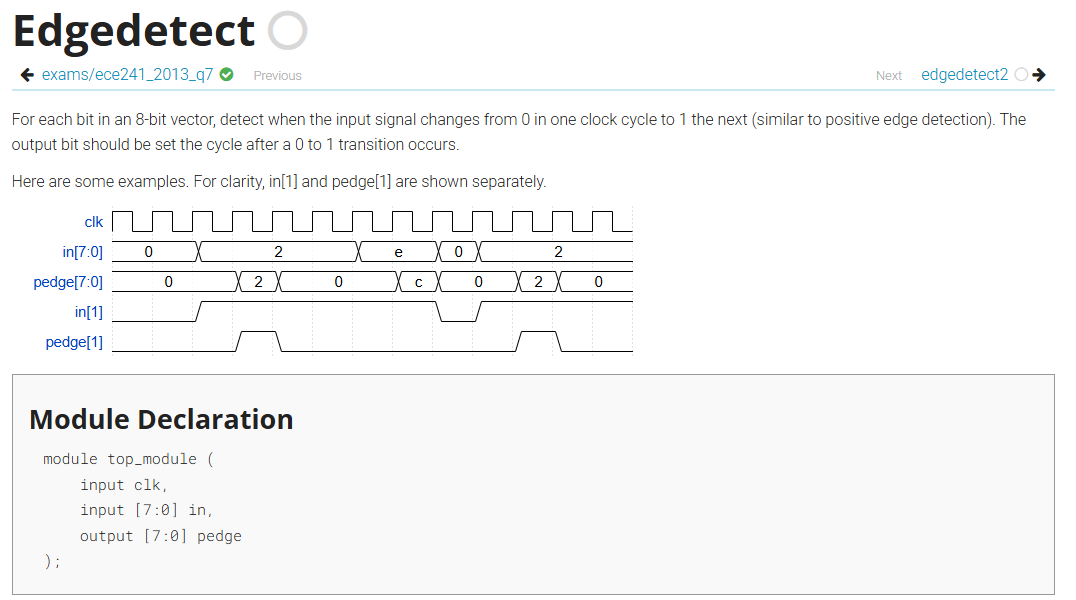 Edgedetect
exams/ece241_2013_q7 Previous Next edgedetect2
For each bit in an 8-bit vector, detect when the input signal changes from 0 in one clock cycle to 1 the next (similar to positive edge detection). The
output bit should be set the cycle after a 0 to 1 transition occurs.
Here are some examples. For clarity, in[1] and pedge[1] are shown separately.
clk
in[7:0] 0 2 e 0 2
pedge[7:0] 0 2 0 c 0 2 0
in[1]
pedge[1]
Module Declaration
module top_module (
input clk,
input [7:0] in,
output [7:0] pedge
);